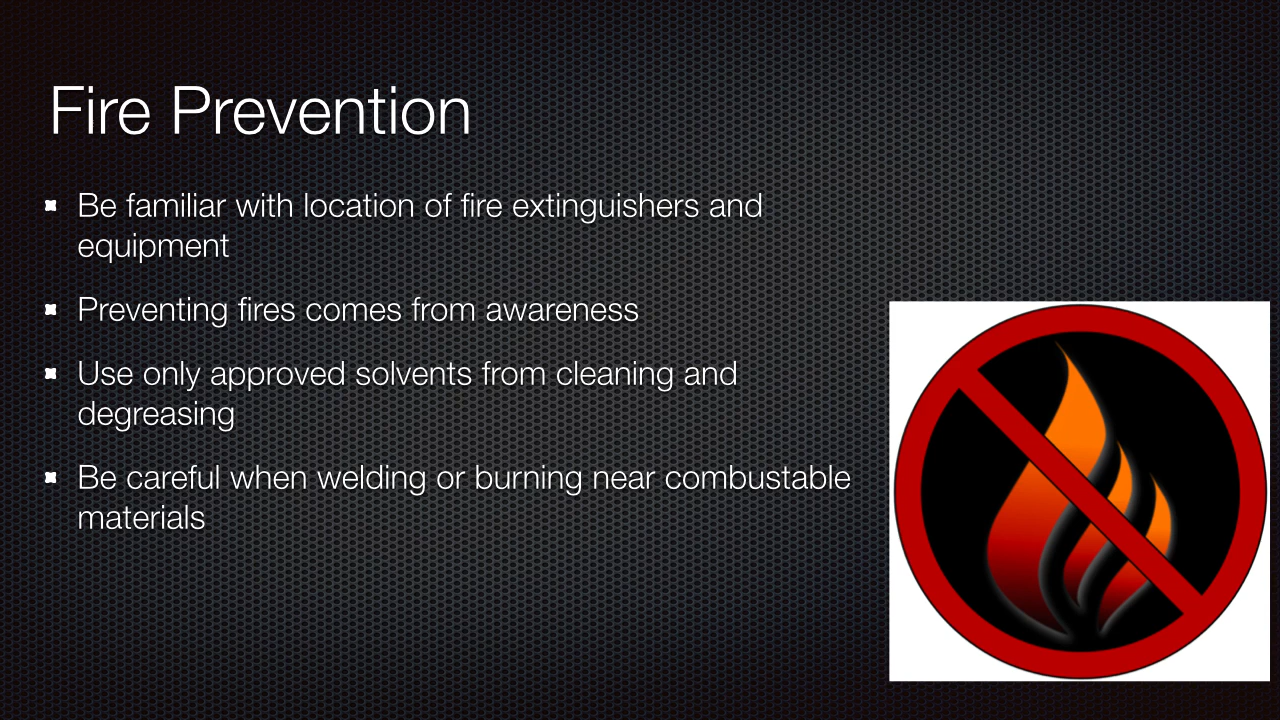 Fire Prevention
Be familiar with location of fire extinguishers and
equipment
Preventing fires comes from awareness
Use only approved solvents from cleaning and
degreasing
Be careful when welding or burning near combustable
materials